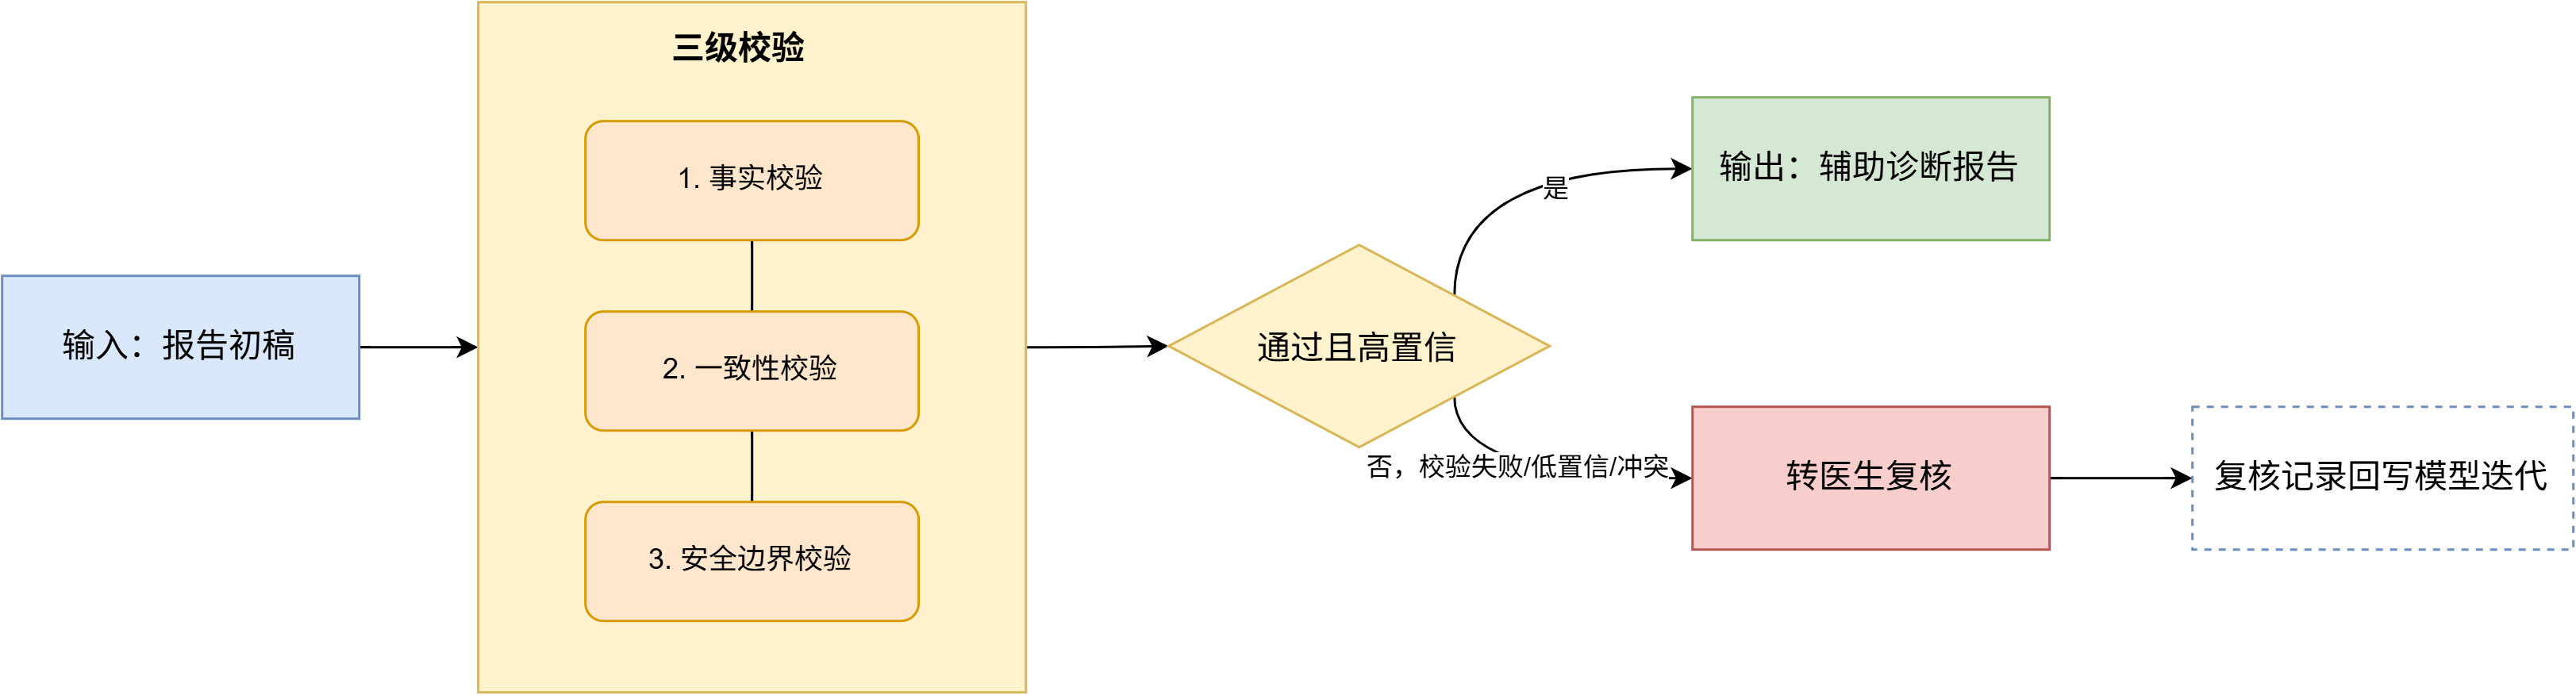 三级校验
1. 事实校验
2. 一致性校验
3. 安全边界校验
输入：报告初稿
通过且高置信
是
输出：辅助诊断报告
否，校验失败/低置信/冲突
转医生复核
复核记录回写模型迭代